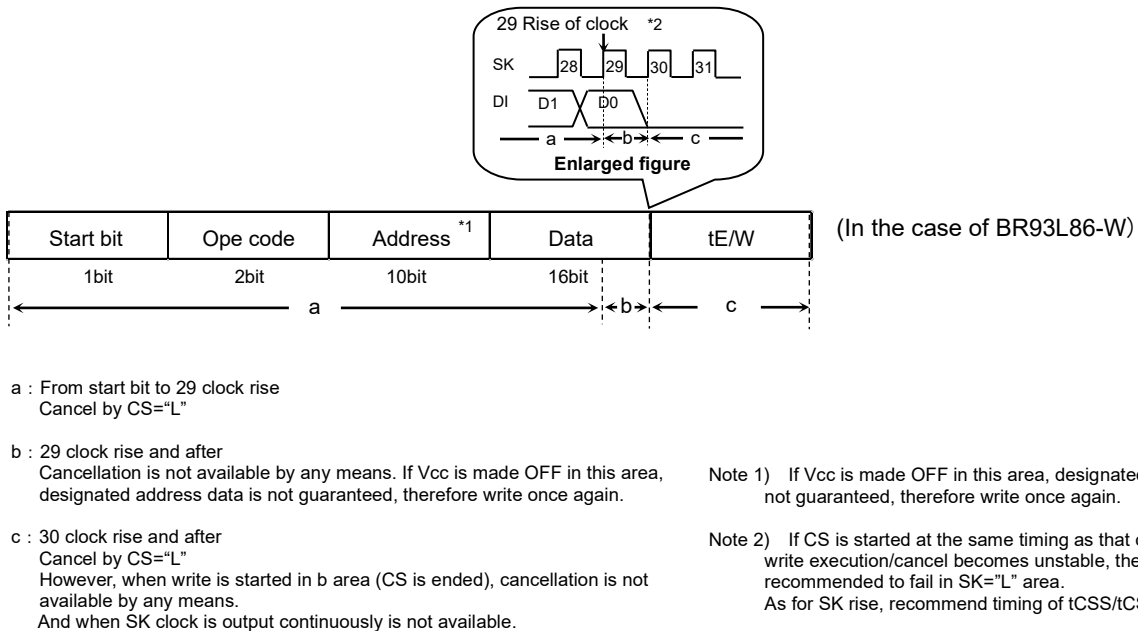 29 Rise of clock *2
SK 28 29 30 31
DI D1 D0
a b c
Enlarged figure
Start bit Ope code Address *1 Data tE/W (In the case of BR93L86-W)
1bit 2bit 10bit 16bit
a b c
a : From start bit to 29 clock rise
Cancel by CS=“L”
b : 29 clock rise and after
Cancellation is not available by any means. If Vcc is made OFF in this area,
designated address data is not guaranteed, therefore write once again.
c : 30 clock rise and after
Cancel by CS=“L”
However, when write is started in b area (CS is ended), cancellation is not
available by any means.
And when SK clock is output continuously is not available.
Note 1) If Vcc is made OFF in this area, designated
not guaranteed, therefore write once again.
Note 2) If CS is started at the same timing as that
write execution/cancel becomes unstable,
recommended to fail in SK=”L” area.
As for SK rise, recommend timing of